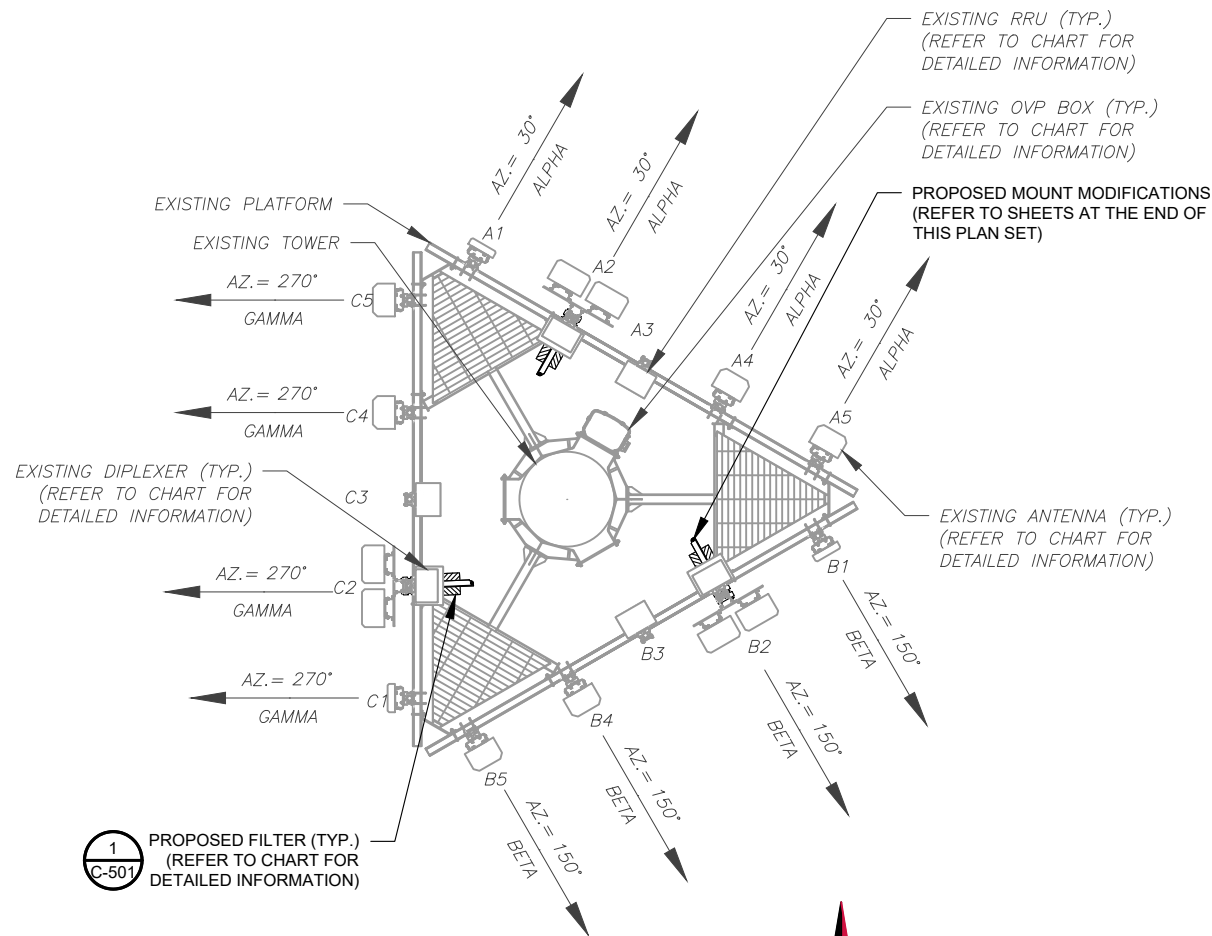 EXISTING RRU (TYP.)
(REFER TO CHART FOR
DETAILED INFORMATION)
EXISTING OVP BOX (TYP.)
(REFER TO CHART FOR
DETAILED INFORMATION)
PROPOSED MOUNT MODIFICATIONS
(REFER TO SHEETS AT THE END OF
THIS PLAN SET)
EXISTING PLATFORM
EXISTING TOWER
AZ.= 30°
ALPHA
AZ.= 30°
ALPHA
AZ.= 30°
ALPHA
AZ.= 30°
ALPHA
A1
A2
A3
A4
A5
AZ.= 270°
GAMMA
C5
AZ.= 270°
GAMMA
C4
EXISTING DIPLEXER (TYP.)
(REFER TO CHART FOR
DETAILED INFORMATION)
C3
EXISTING ANTENNA (TYP.)
(REFER TO CHART FOR
DETAILED INFORMATION)
AZ.= 270°
GAMMA
C2
AZ.= 270°
GAMMA
C1
B1
B2
B3
B4
B5
AZ.= 150°
BETA
AZ.= 150°
BETA
AZ.= 150°
BETA
AZ.= 150°
BETA
1
C-501
PROPOSED FILTER (TYP.)
(REFER TO CHART FOR
DETAILED INFORMATION)